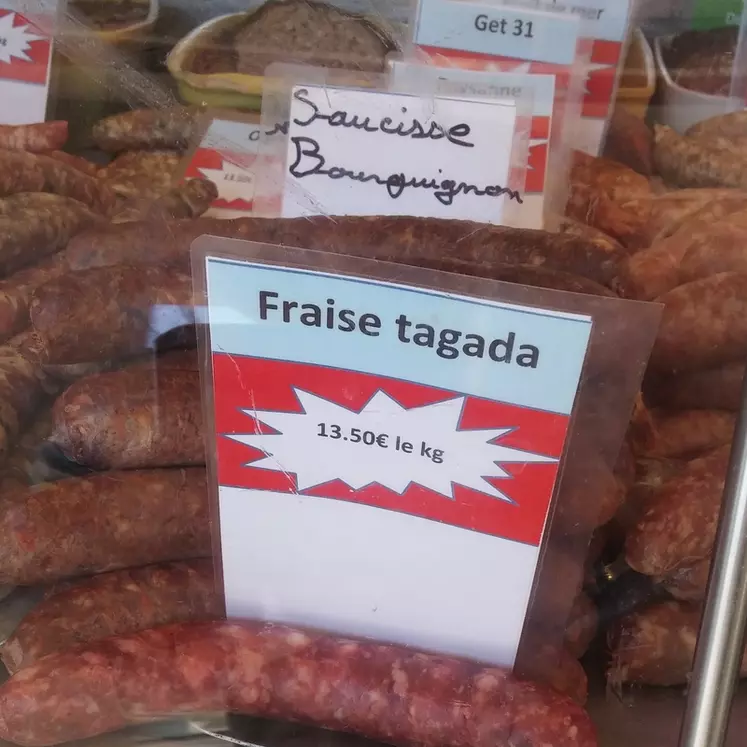 Get 31
Saucisse
Bourguignon
Fraise tagada
13.50€ le kg